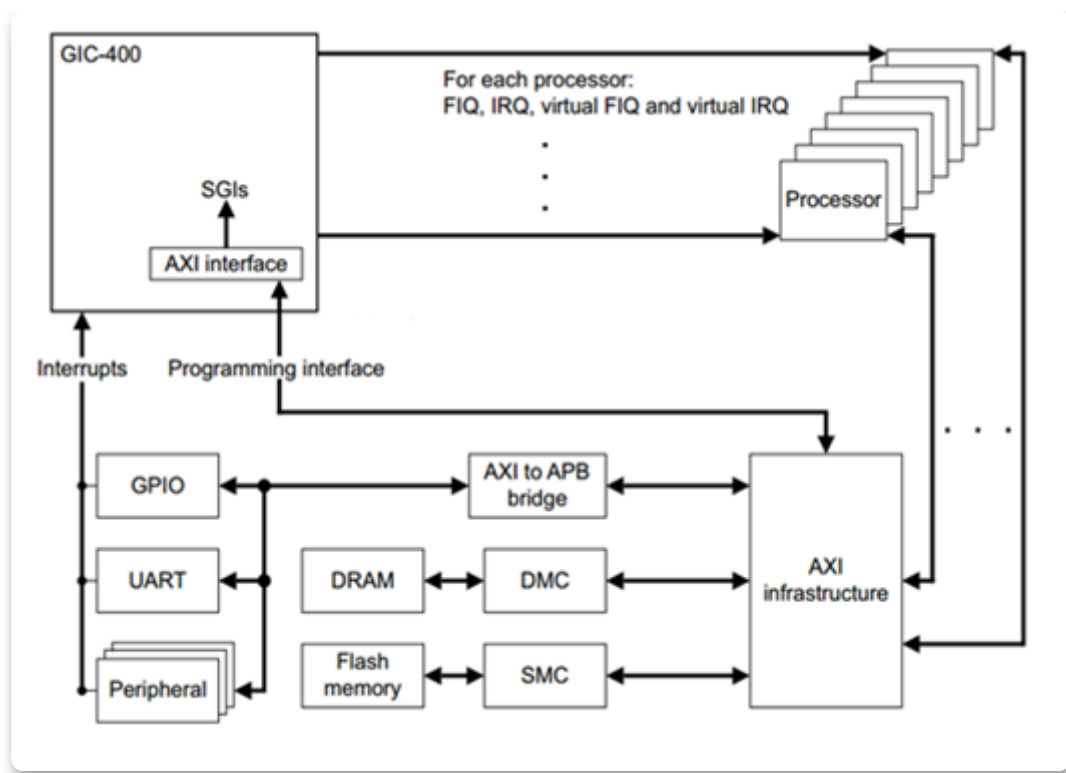 GIC-400
For each processor:
FIQ, IRQ, virtual FIQ and virtual IRQ
SGIs
AXI interface
Processor
Interrupts
Programming interface
GPIO
AXI to APB
bridge
UART
DRAM
DMC
AXI
infrastructure
Peripheral
Flash
memory
SMC